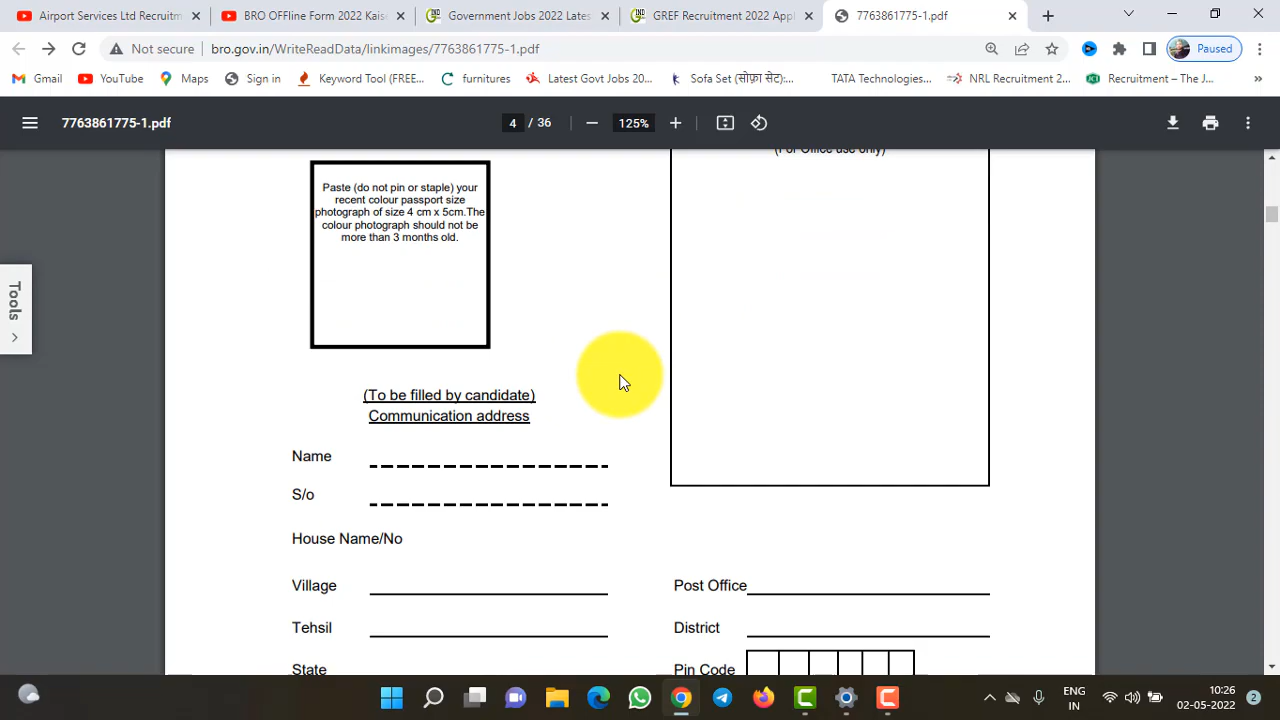 Airport Services Ltd Recruitm
BRO OFFline Form 2022 Kaise
Government Jobs 2022 Lates
GREF Recruitment 2022 Appl
7763861775-1.pdf
Not secure
bro.gov.in/WriteReadData/linkimages/7763861775-1.pdf
Paused
Gmail
YouTube
Maps
Sign in
Keyword Tool (FREE...
furnitures
Latest Govt Jobs 20...
Sofa Set (सोफ़ा सेट):...
TATA Technologies...
NRL Recruitment 2...
Recruitment – The J...
7763861775-1.pdf
4 / 36
125%
(For Office use only)
Paste (do not pin or staple) your
recent colour passport size
photograph of size 4 cm x 5cm.The
colour photograph should not be
more than 3 months old.
Tools
(To be filled by candidate)
Communication address
Name
S/o
House Name/No
Village
Post Office
Tehsil
District
State
Pin Code
ENG
IN
10:26
02-05-2022
2